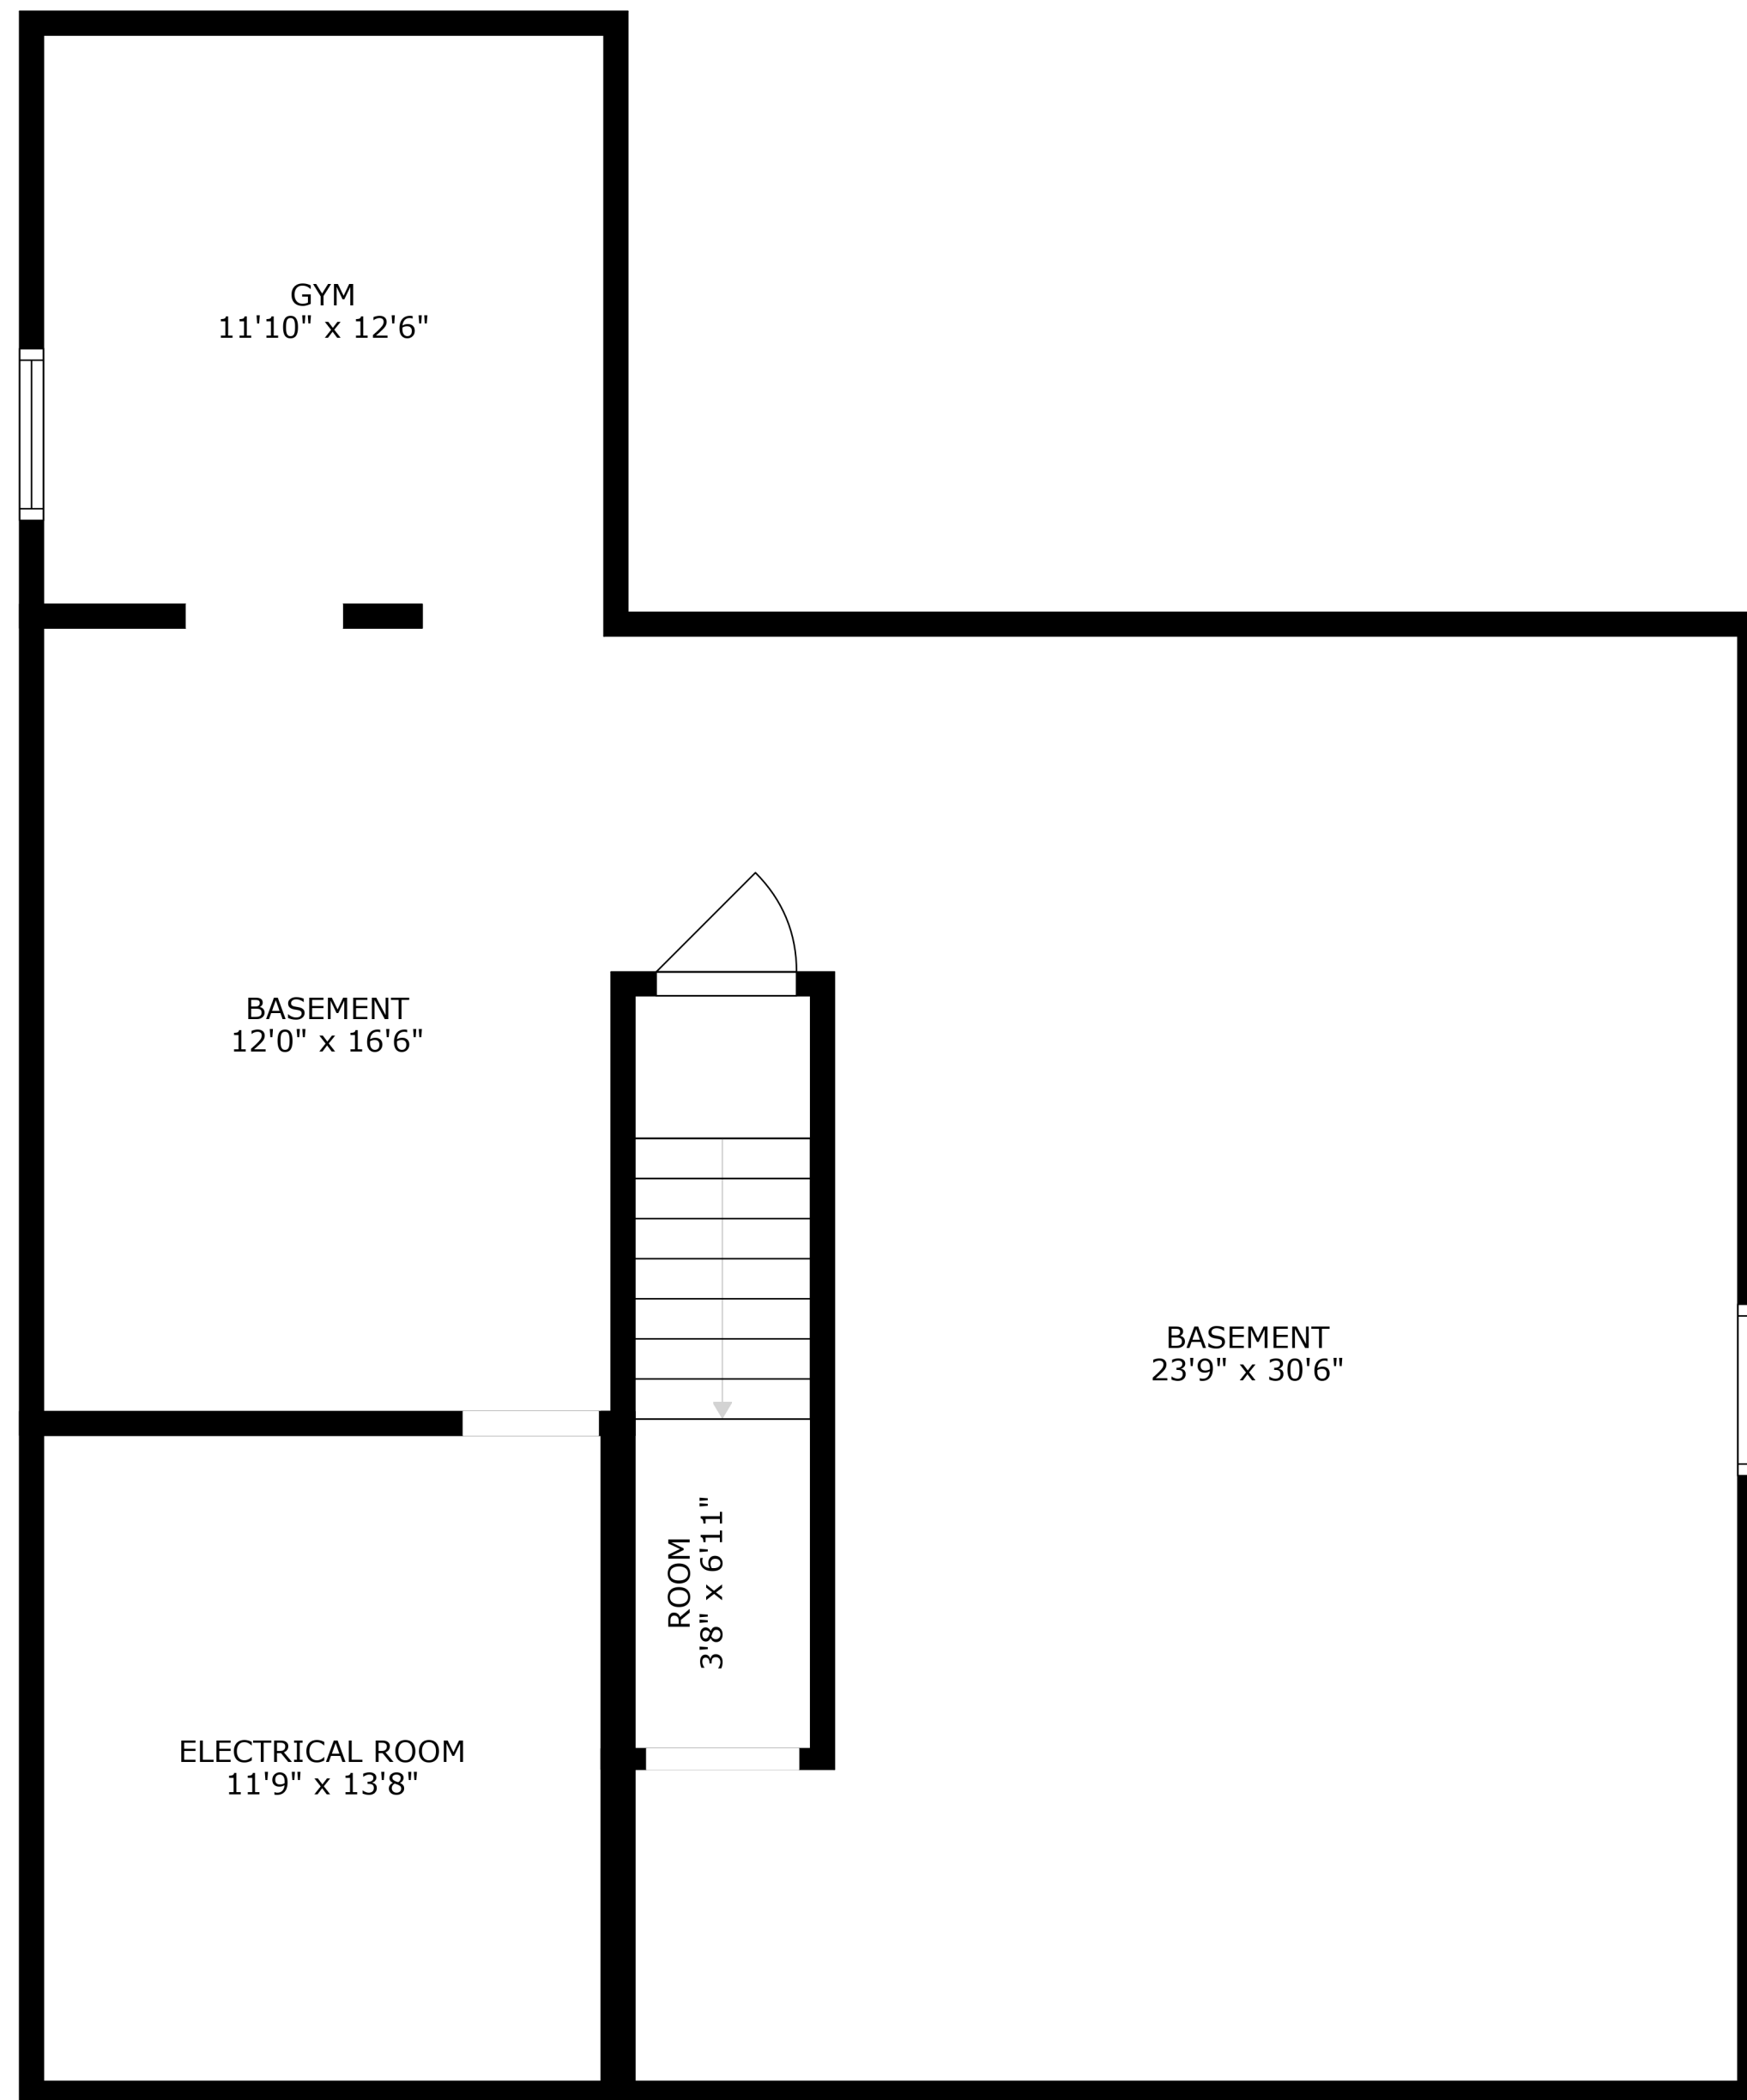 GYM
11'10" x 12'6"
BASEMENT
12'0" x 16'6"
BASEMENT
23'9" x 30'6"
ROOM
3'8" x 6'11"
ELECTRICAL ROOM
11'9" x 13'8"